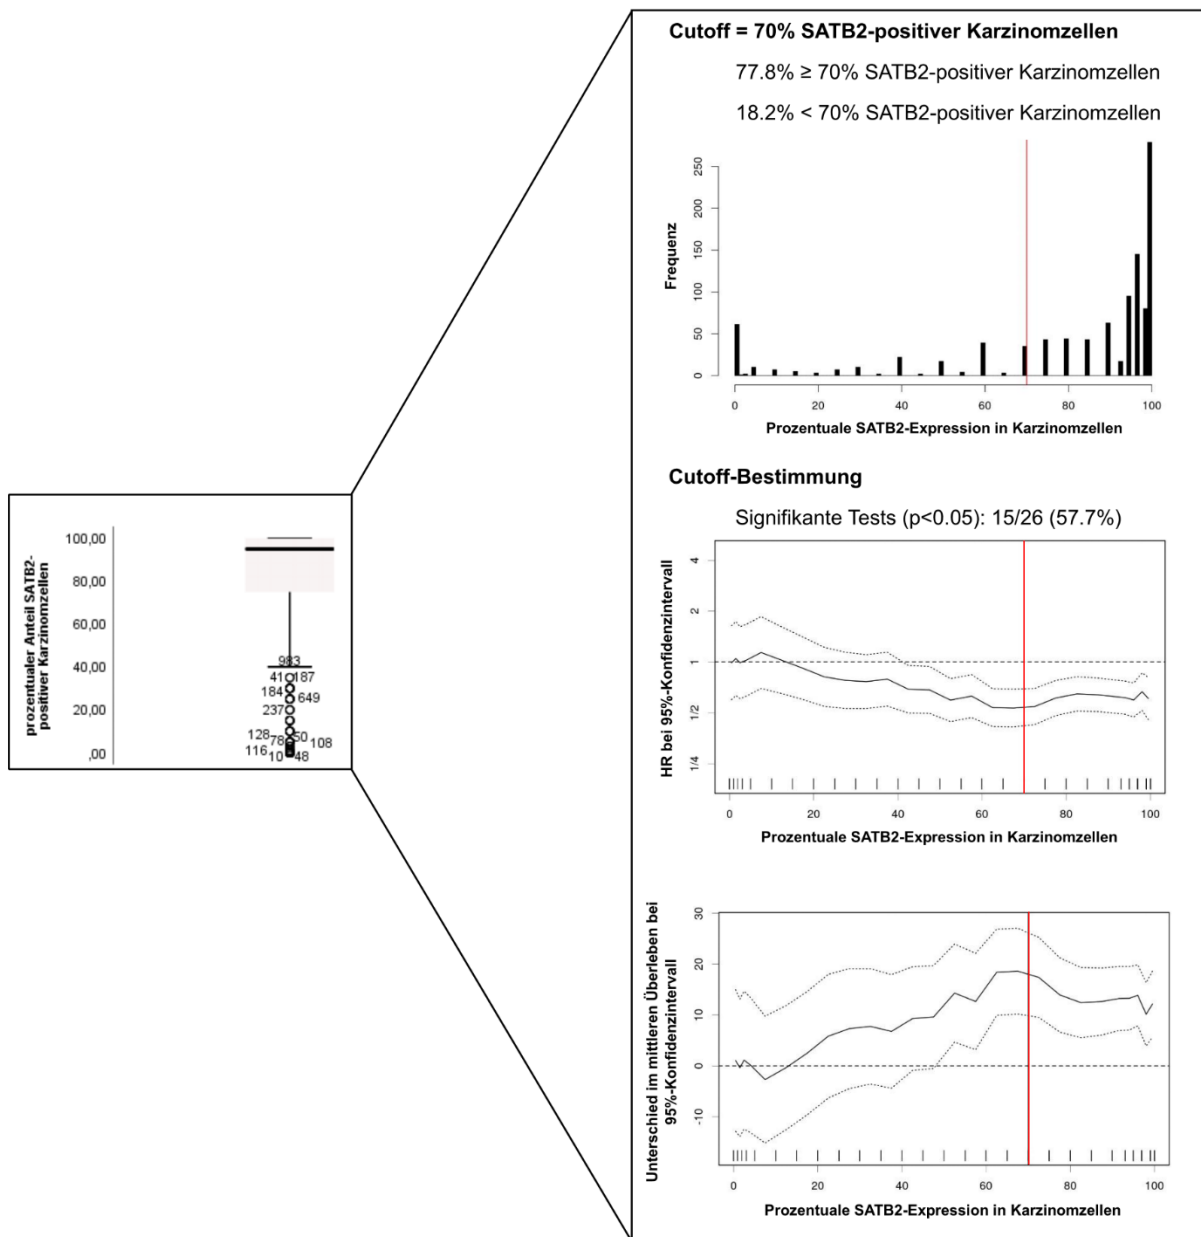 prozentualer Anteil SATB2-
positiver Karzinomzellen
100,00
80,00
60,00
40,00
20,00
,00
983
41 187
184 649
237
128 50
78 108
116 48
10
Cutoff = 70% SATB2-positiver Karzinomzellen
77.8% ≥ 70% SATB2-positiver Karzinomzellen
18.2% < 70% SATB2-positiver Karzinomzellen
Frequenz
250
200
150
100
50
0
0 20 40 60 80 100
Prozentuale SATB2-Expression in Karzinomzellen
Cutoff-Bestimmung
Signifikante Tests (p<0.05): 15/26 (57.7%)
HR bei 95%-Konfidenzintervall
4
2
1
1/2
1/4
0 20 40 60 80 100
Prozentuale SATB2-Expression in Karzinomzellen
Unterschied im mittleren Überleben bei
95%-Konfidenzintervall
30
20
10
0
-10
0 20 40 60 80 100
Prozentuale SATB2-Expression in Karzinomzellen